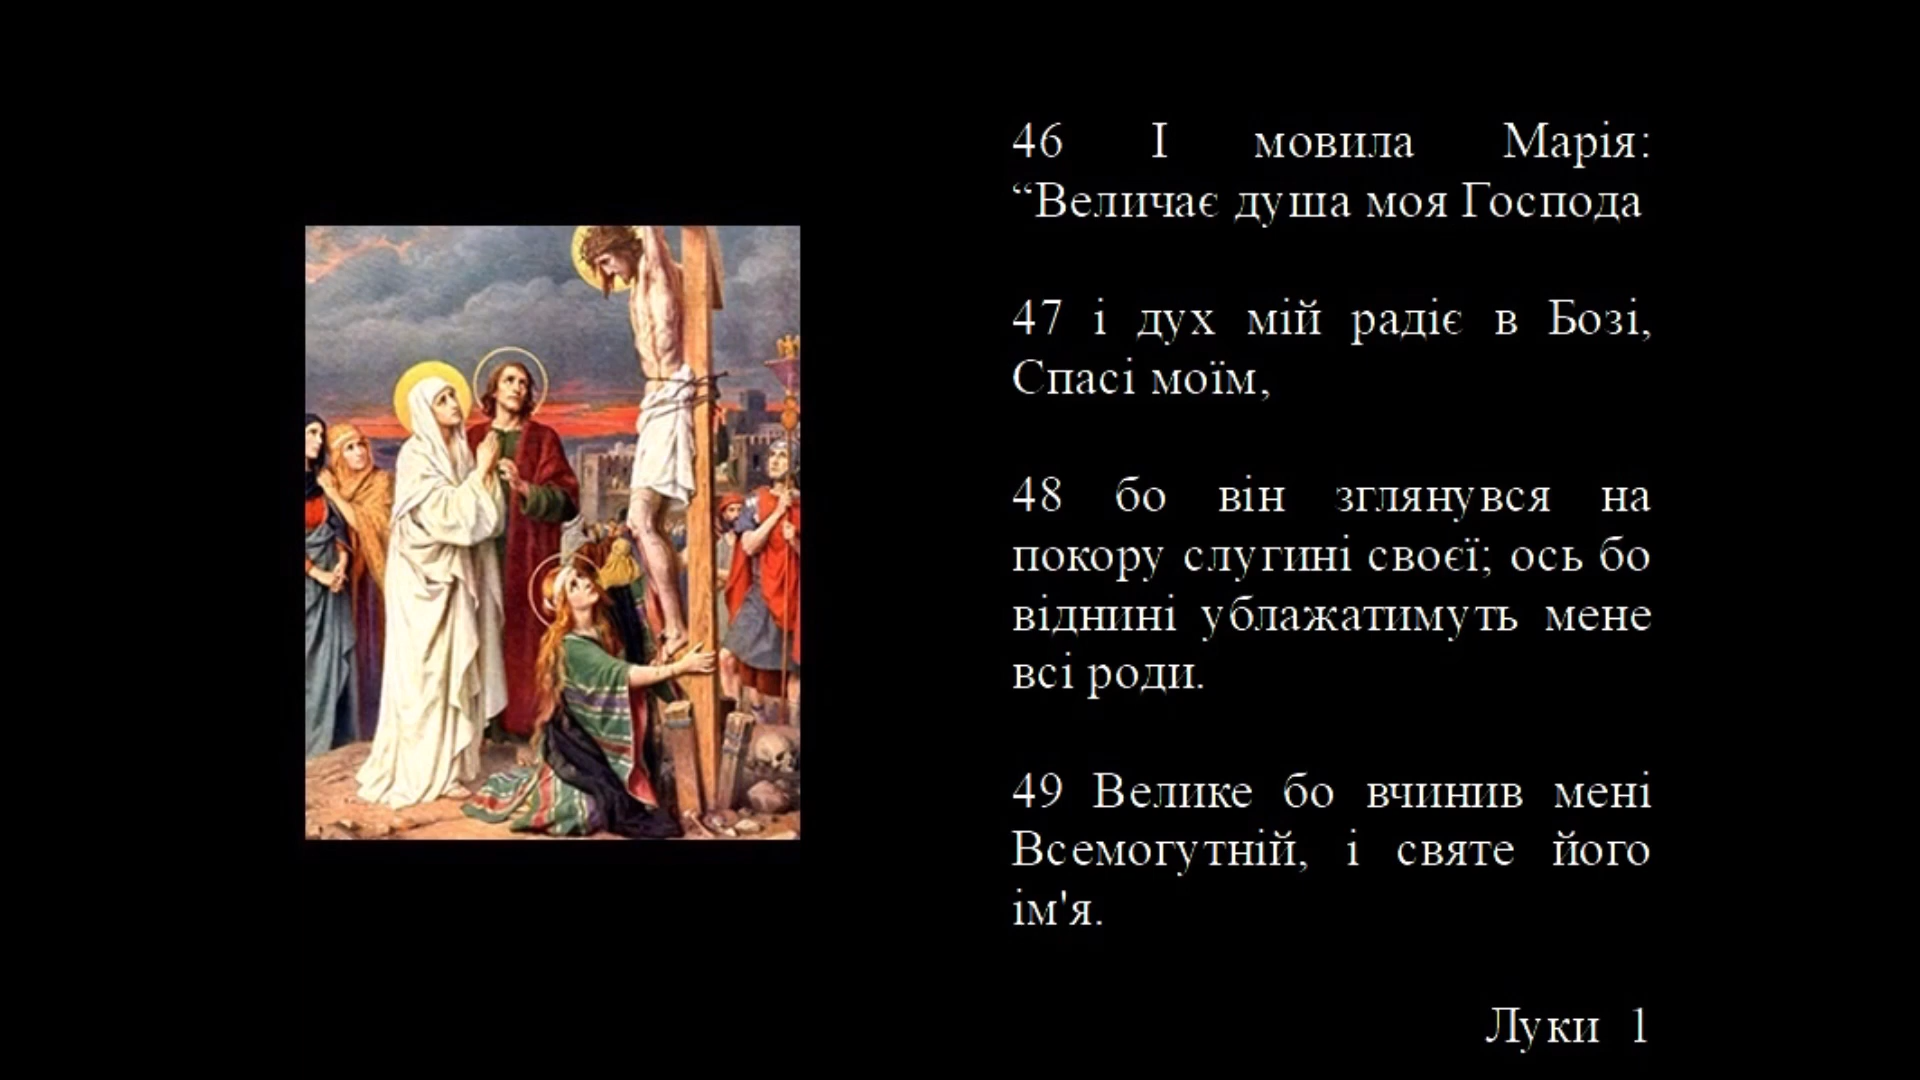 46 І мовила Марія:
“Величає душа моя Господа
47 і дух мій радіє в Бозі,
Спасі моїм,
48 бо він зглянувся на
покору слугині своєї; ось бо
віднині ублажатимуть мене
всі роди.
49 Велике бо вчинив мені
Всемогутній, і святе його
ім'я.
Луки 1